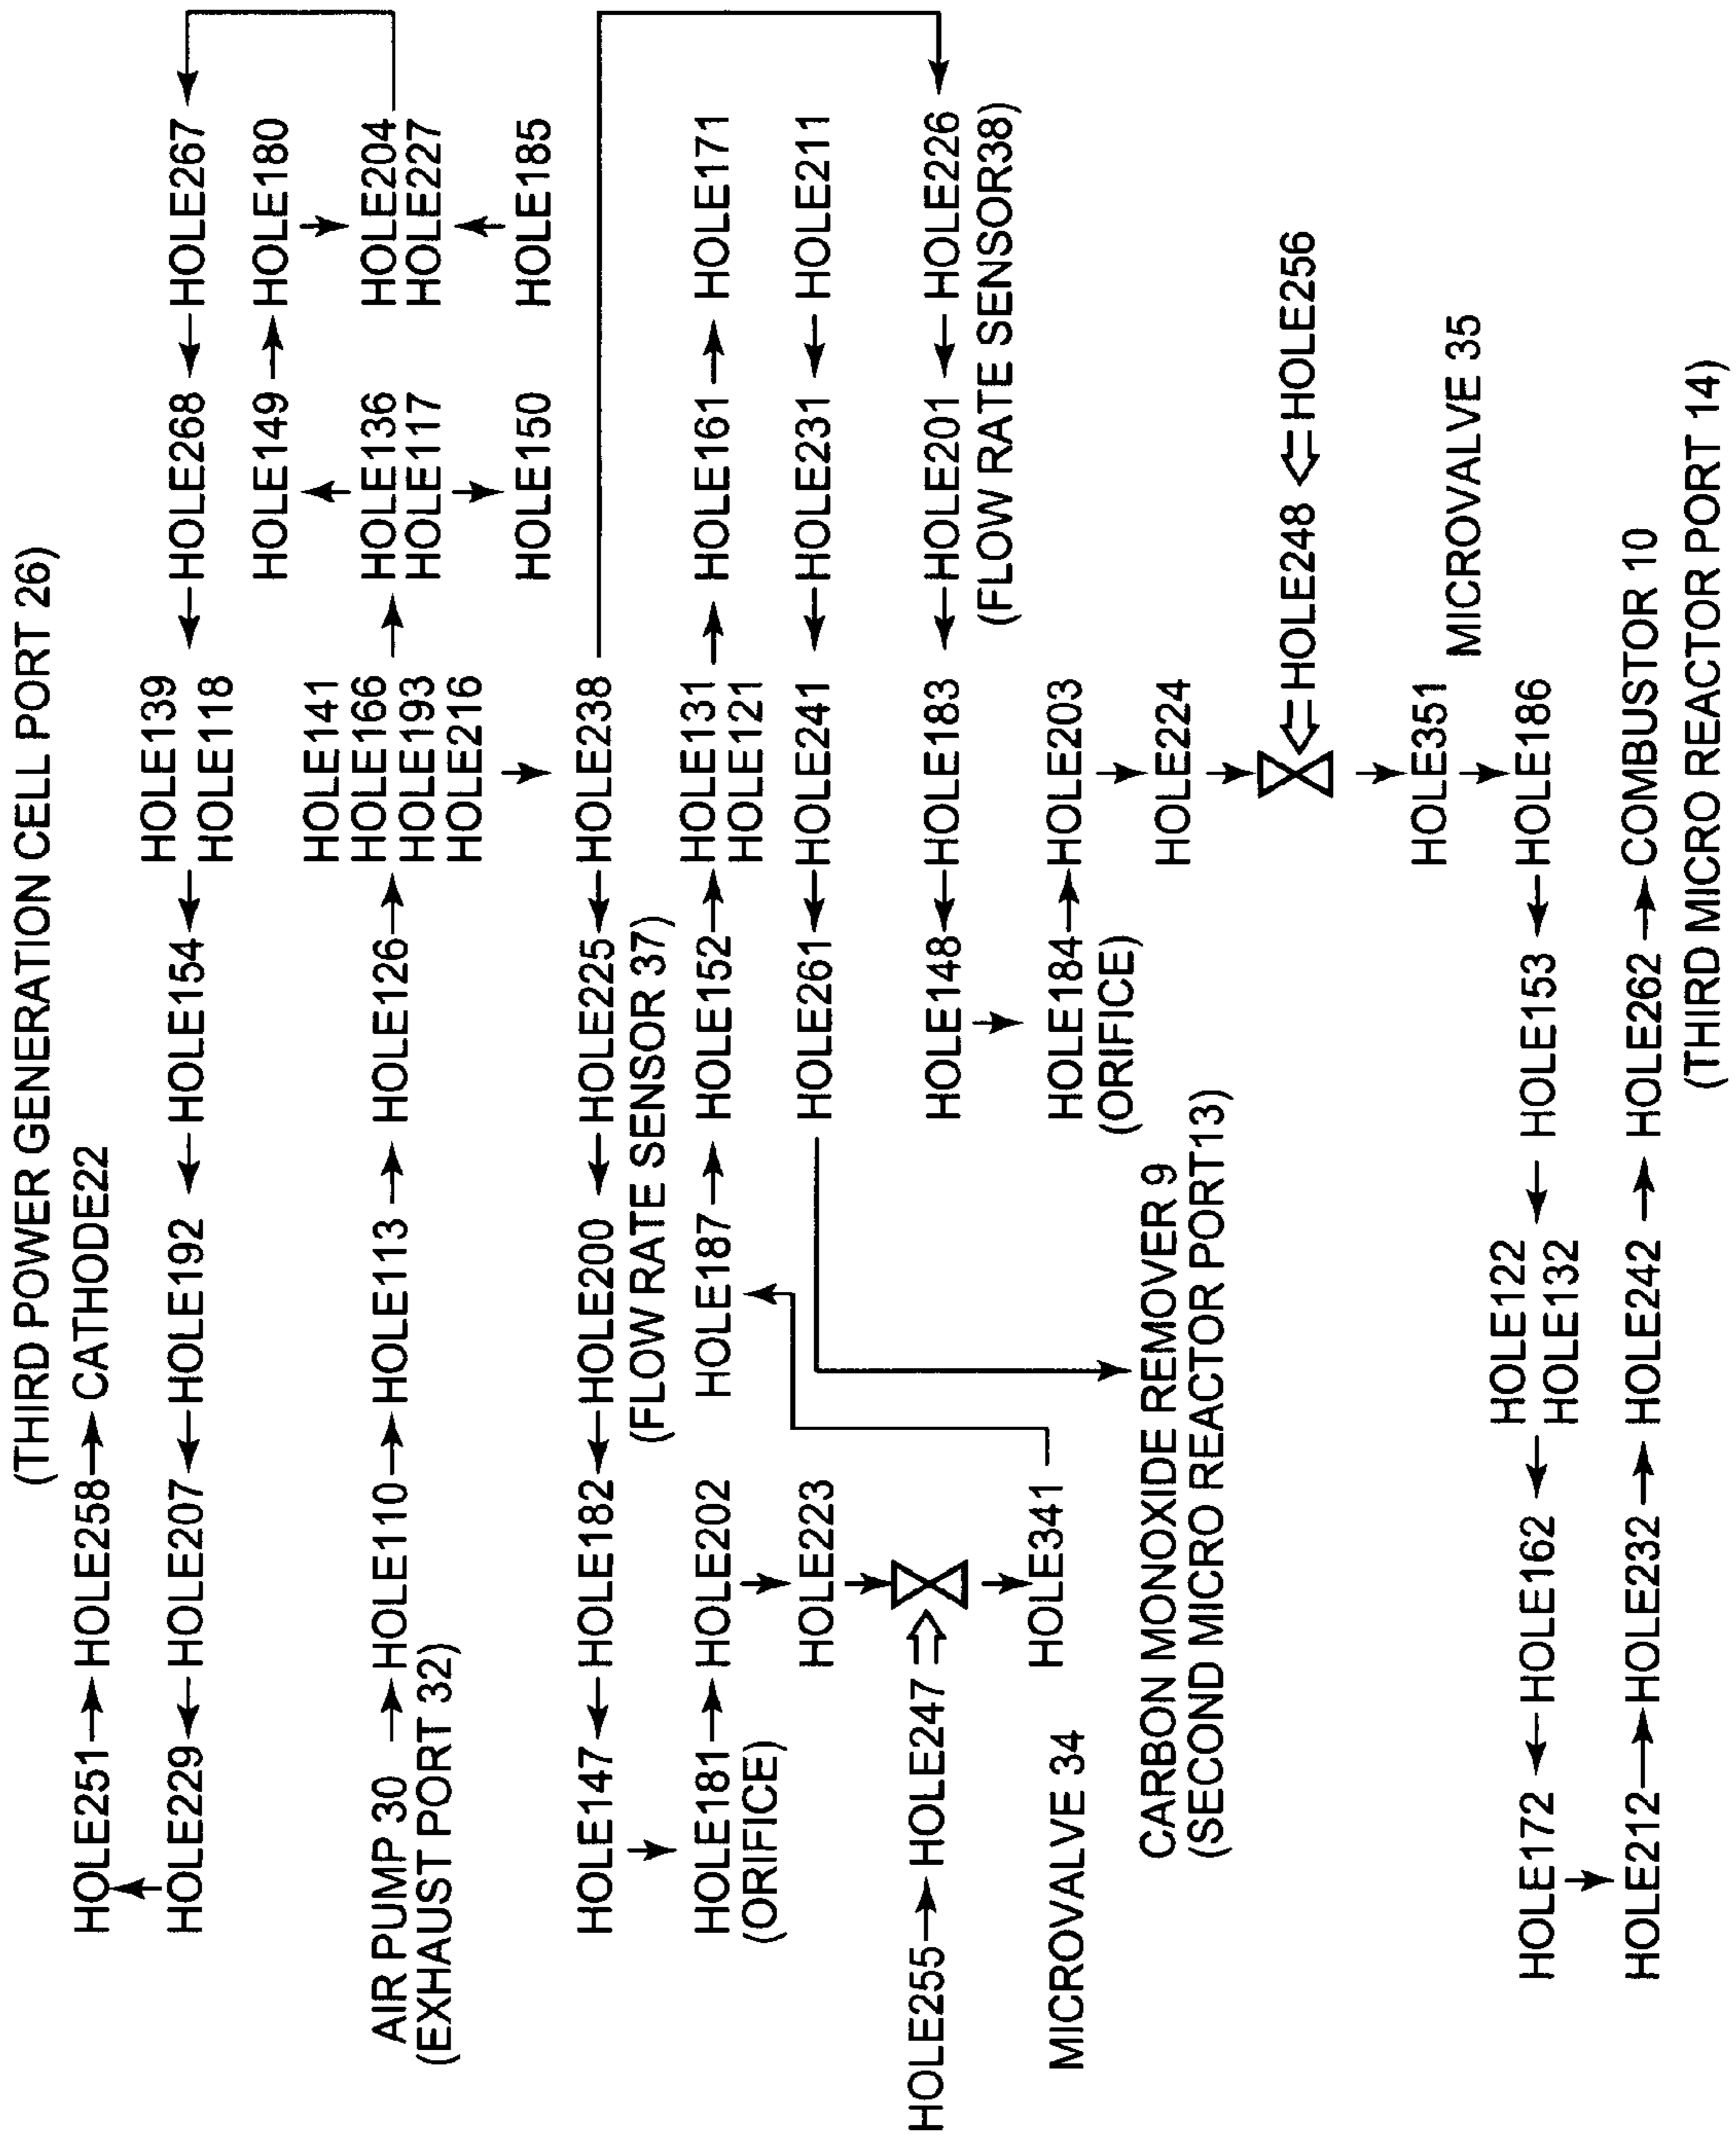 (THIRD POWER GENERATION CELL PORT 26)
HOLE251 → HOLE258 → CATHODE22
HOLE229 ← HOLE207 ← HOLE192 ← HOLE154 ← HOLE139 ← HOLE268 ← HOLE267
HOLE118
HOLE149 → HOLE180
HOLE141
AIR PUMP 30 → HOLE110 → HOLE113 → HOLE126 → HOLE166 → HOLE136 HOLE204
(EXHAUST PORT 32) HOLE193 HOLE117 HOLE227
HOLE216
HOLE150 HOLE185
HOLE147 ← HOLE182 ← HOLE200 ← HOLE225 ← HOLE238
(FLOW RATE SENSOR 37)
HOLE181 → HOLE202 HOLE187 → HOLE152 → HOLE131 → HOLE161 → HOLE171
(ORIFICE) HOLE121
HOLE223 HOLE261 ← HOLE241 ← HOLE231 ← HOLE211
HOLE255 → HOLE247 ⇨ HOLE148 ← HOLE183 ← HOLE201 ← HOLE226
(FLOW RATE SENSOR38)
MICROVALVE 34 HOLE341 HOLE184 → HOLE203
(ORIFICE)
CARBON MONOXIDE REMOVER 9 HOLE224
(SECOND MICRO REACTOR PORT13)
⇦ HOLE248 ⇦ HOLE256
HOLE351 MICROVALVE 35
HOLE172 ← HOLE162 ← HOLE122 ← HOLE153 ← HOLE186
HOLE132
HOLE212 → HOLE232 → HOLE242 → HOLE262 → COMBUSTOR 10
(THIRD MICRO REACTOR PORT 14)